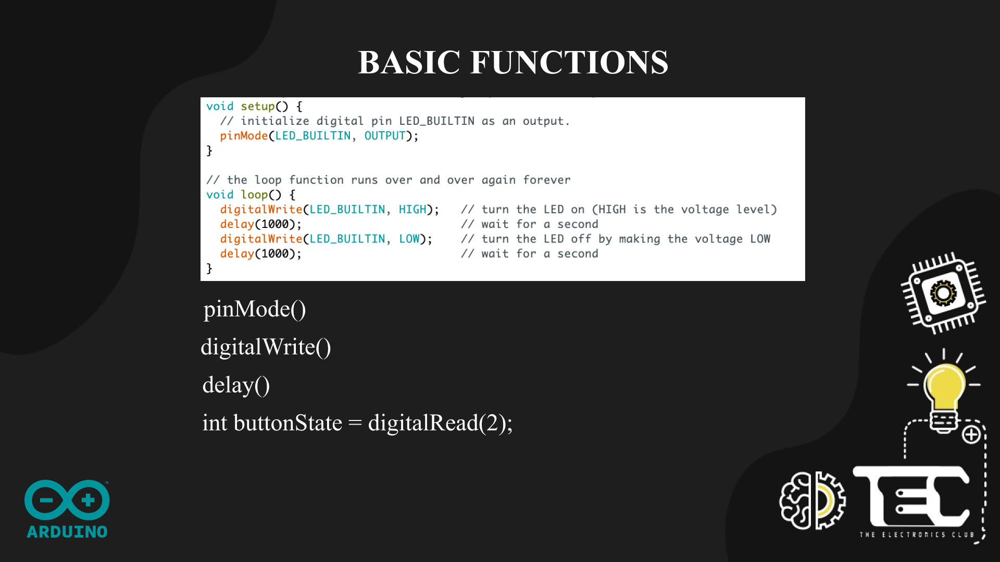 BASIC FUNCTIONS
void setup() {
  // initialize digital pin LED_BUILTIN as an output.
  pinMode(LED_BUILTIN, OUTPUT);
}
// the loop function runs over and over again forever
void loop() {
  digitalWrite(LED_BUILTIN, HIGH);   // turn the LED on (HIGH is the voltage level)
  delay(1000);                       // wait for a second
  digitalWrite(LED_BUILTIN, LOW);    // turn the LED off by making the voltage LOW
  delay(1000);                       // wait for a second
}
pinMode()
digitalWrite()
delay()
int buttonState = digitalRead(2);
ARDUINO
TM
TEC
THE ELECTRONICS CLUB